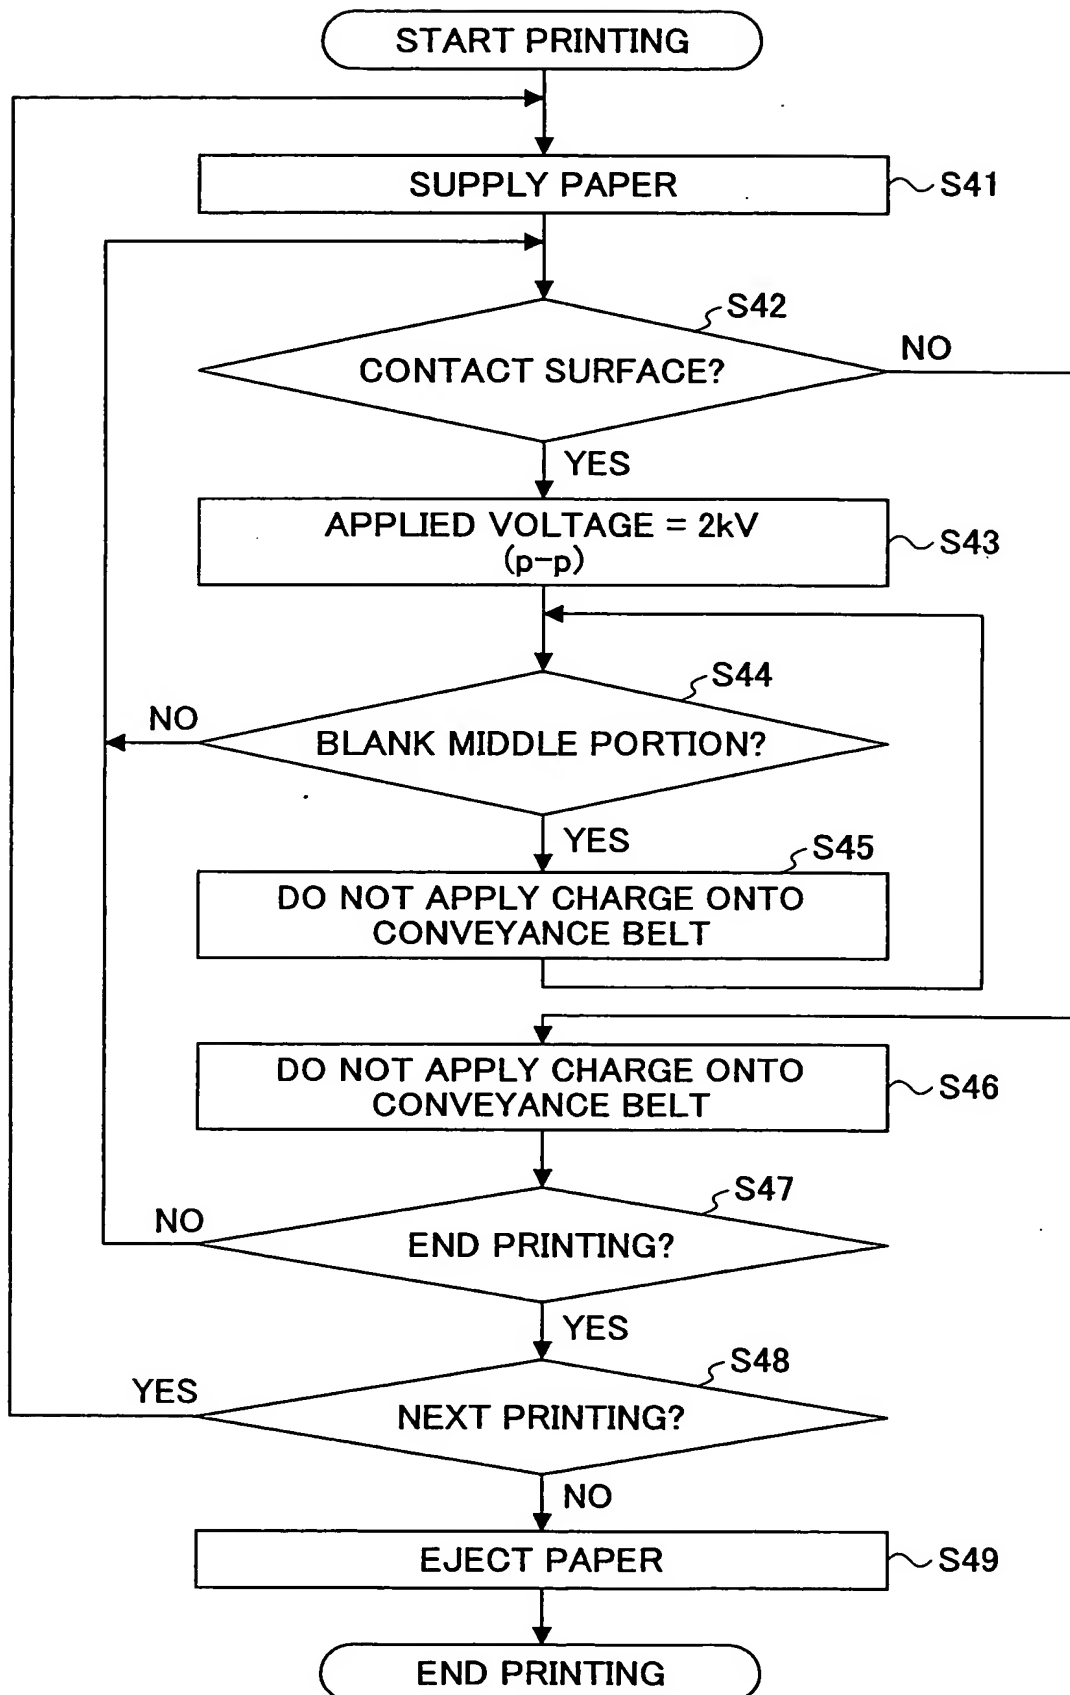 START PRINTING
SUPPLY PAPER
S41
S42
CONTACT SURFACE?
NO
YES
APPLIED VOLTAGE = 2kV
(p-p)
S43
S44
NO
BLANK MIDDLE PORTION?
YES
S45
DO NOT APPLY CHARGE ONTO
CONVEYANCE BELT
DO NOT APPLY CHARGE ONTO
CONVEYANCE BELT
S46
S47
NO
END PRINTING?
YES
S48
YES
NEXT PRINTING?
NO
EJECT PAPER
S49
END PRINTING